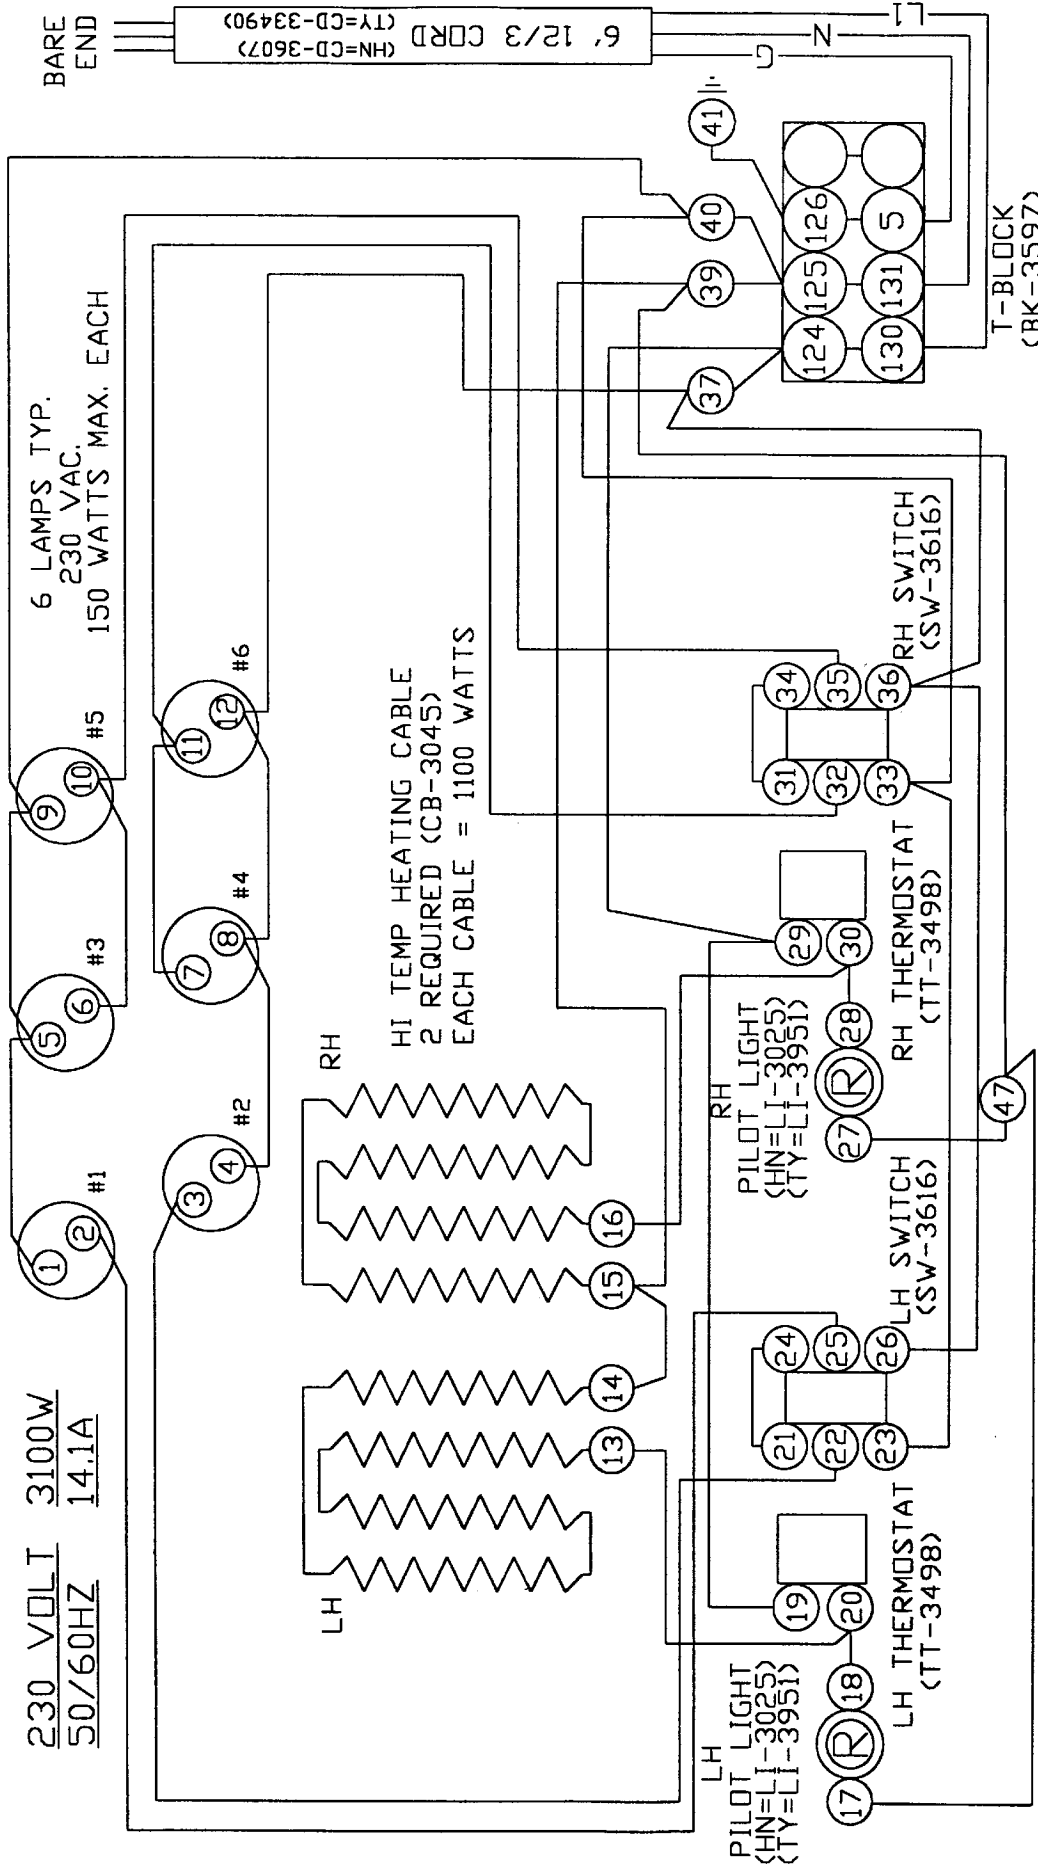 230 VOLT 3100W
50/60HZ 14.1A
6 LAMPS TYP.
230 VAC.
150 WATTS MAX. EACH
BARE
END
6' 12/3 CORD
(HN=CD-3607)
(TY=CD-33490)
L1
N
G
1
2
#1
3
4
#2
5
6
#3
7
8
#4
9
10
#5
11
12
#6
HI TEMP HEATING CABLE
2 REQUIRED (CB-3045)
EACH CABLE = 1100 WATTS
LH
RH
13
14
15
16
LH
PILOT LIGHT
(HN=LI-3025)
(TY=LI-3951)
17
R
18
19
20
LH THERMOSTAT
(TT-3498)
21
22
23
24
25
26
LH SWITCH
(SW-3616)
RH
PILOT LIGHT
(HN=LI-3025)
(TY=LI-3951)
27
R
28
29
30
47
RH THERMOSTAT
(TT-3498)
31
32
33
34
35
36
RH SWITCH
(SW-3616)
37
39
40
41
124
125
126
130
131
5
T-BLOCK
(BK-3597)